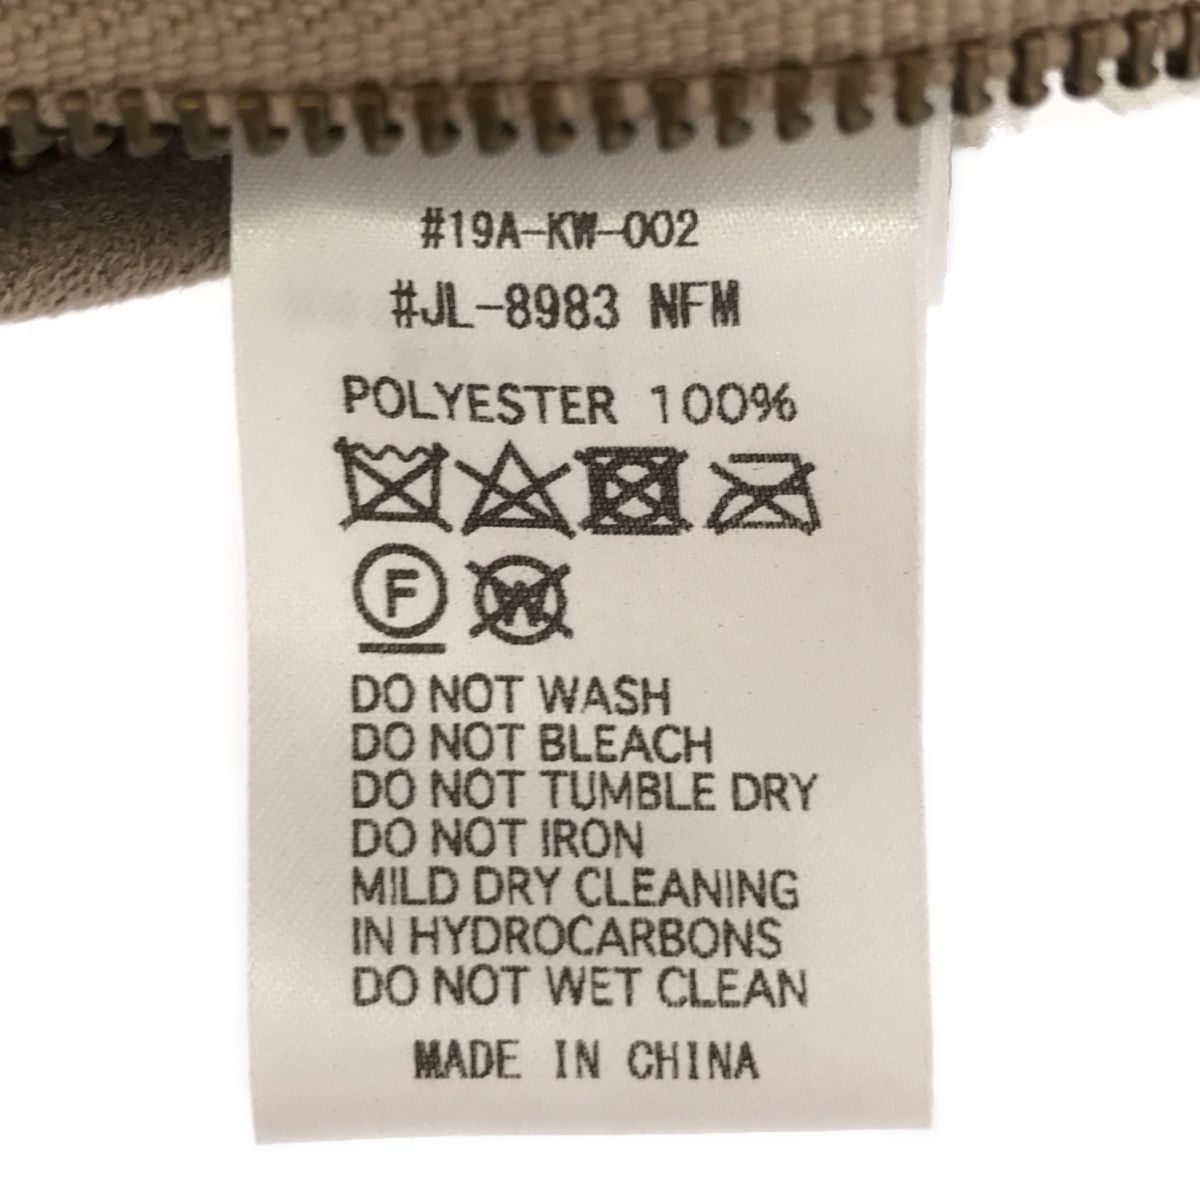 #19A-KW-002
#JL-8983 NFM
POLYESTER 100%
F W
DO NOT WASH
DO NOT BLEACH
DO NOT TUMBLE DRY
DO NOT IRON
MILD DRY CLEANING
IN HYDROCARBONS
DO NOT WET CLEAN
MADE IN CHINA